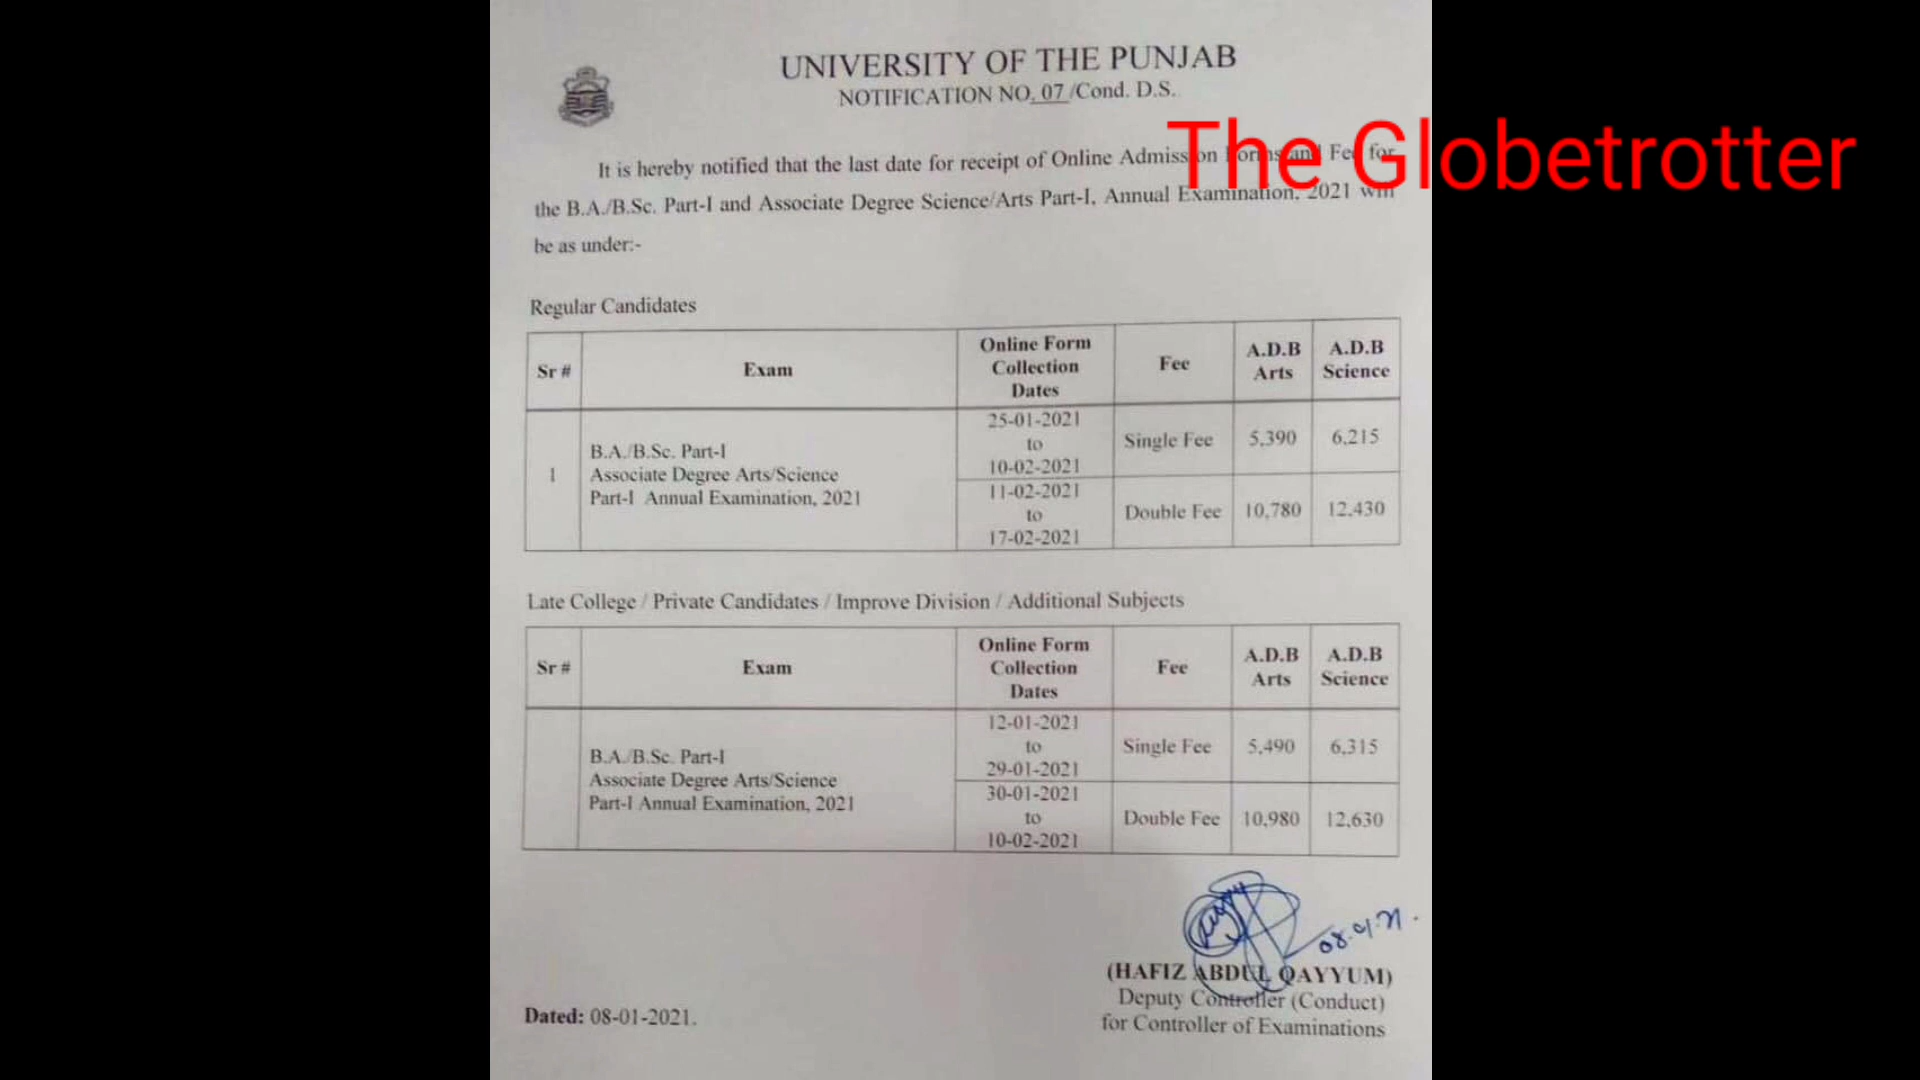 UNIVERSITY OF THE PUNJAB
NOTIFICATION NO. 07 /Cond. D.S.
The Globetrotter
It is hereby notified that the last date for receipt of Online Admission Forms and Fee for
the B.A./B.Sc. Part-I and Associate Degree Science/Arts Part-I, Annual Examination, 2021 will
be as under:-
Regular Candidates
Sr # Exam Online Form Collection Dates Fee A.D.B Arts A.D.B Science
1 B.A./B.Sc. Part-I
Associate Degree Arts/Science
Part-I Annual Examination, 2021
25-01-2021
to
10-02-2021
Single Fee 5,390 6,215
11-02-2021
to
17-02-2021
Double Fee 10,780 12,430
Late College / Private Candidates / Improve Division / Additional Subjects
Sr # Exam Online Form Collection Dates Fee A.D.B Arts A.D.B Science
B.A./B.Sc. Part-I
Associate Degree Arts/Science
Part-I Annual Examination, 2021
12-01-2021
to
29-01-2021
Single Fee 5,490 6,315
30-01-2021
to
10-02-2021
Double Fee 10,980 12,630
08.01.21.
(HAFIZ ABDUL QAYYUM)
Deputy Controller (Conduct)
for Controller of Examinations
Dated: 08-01-2021.